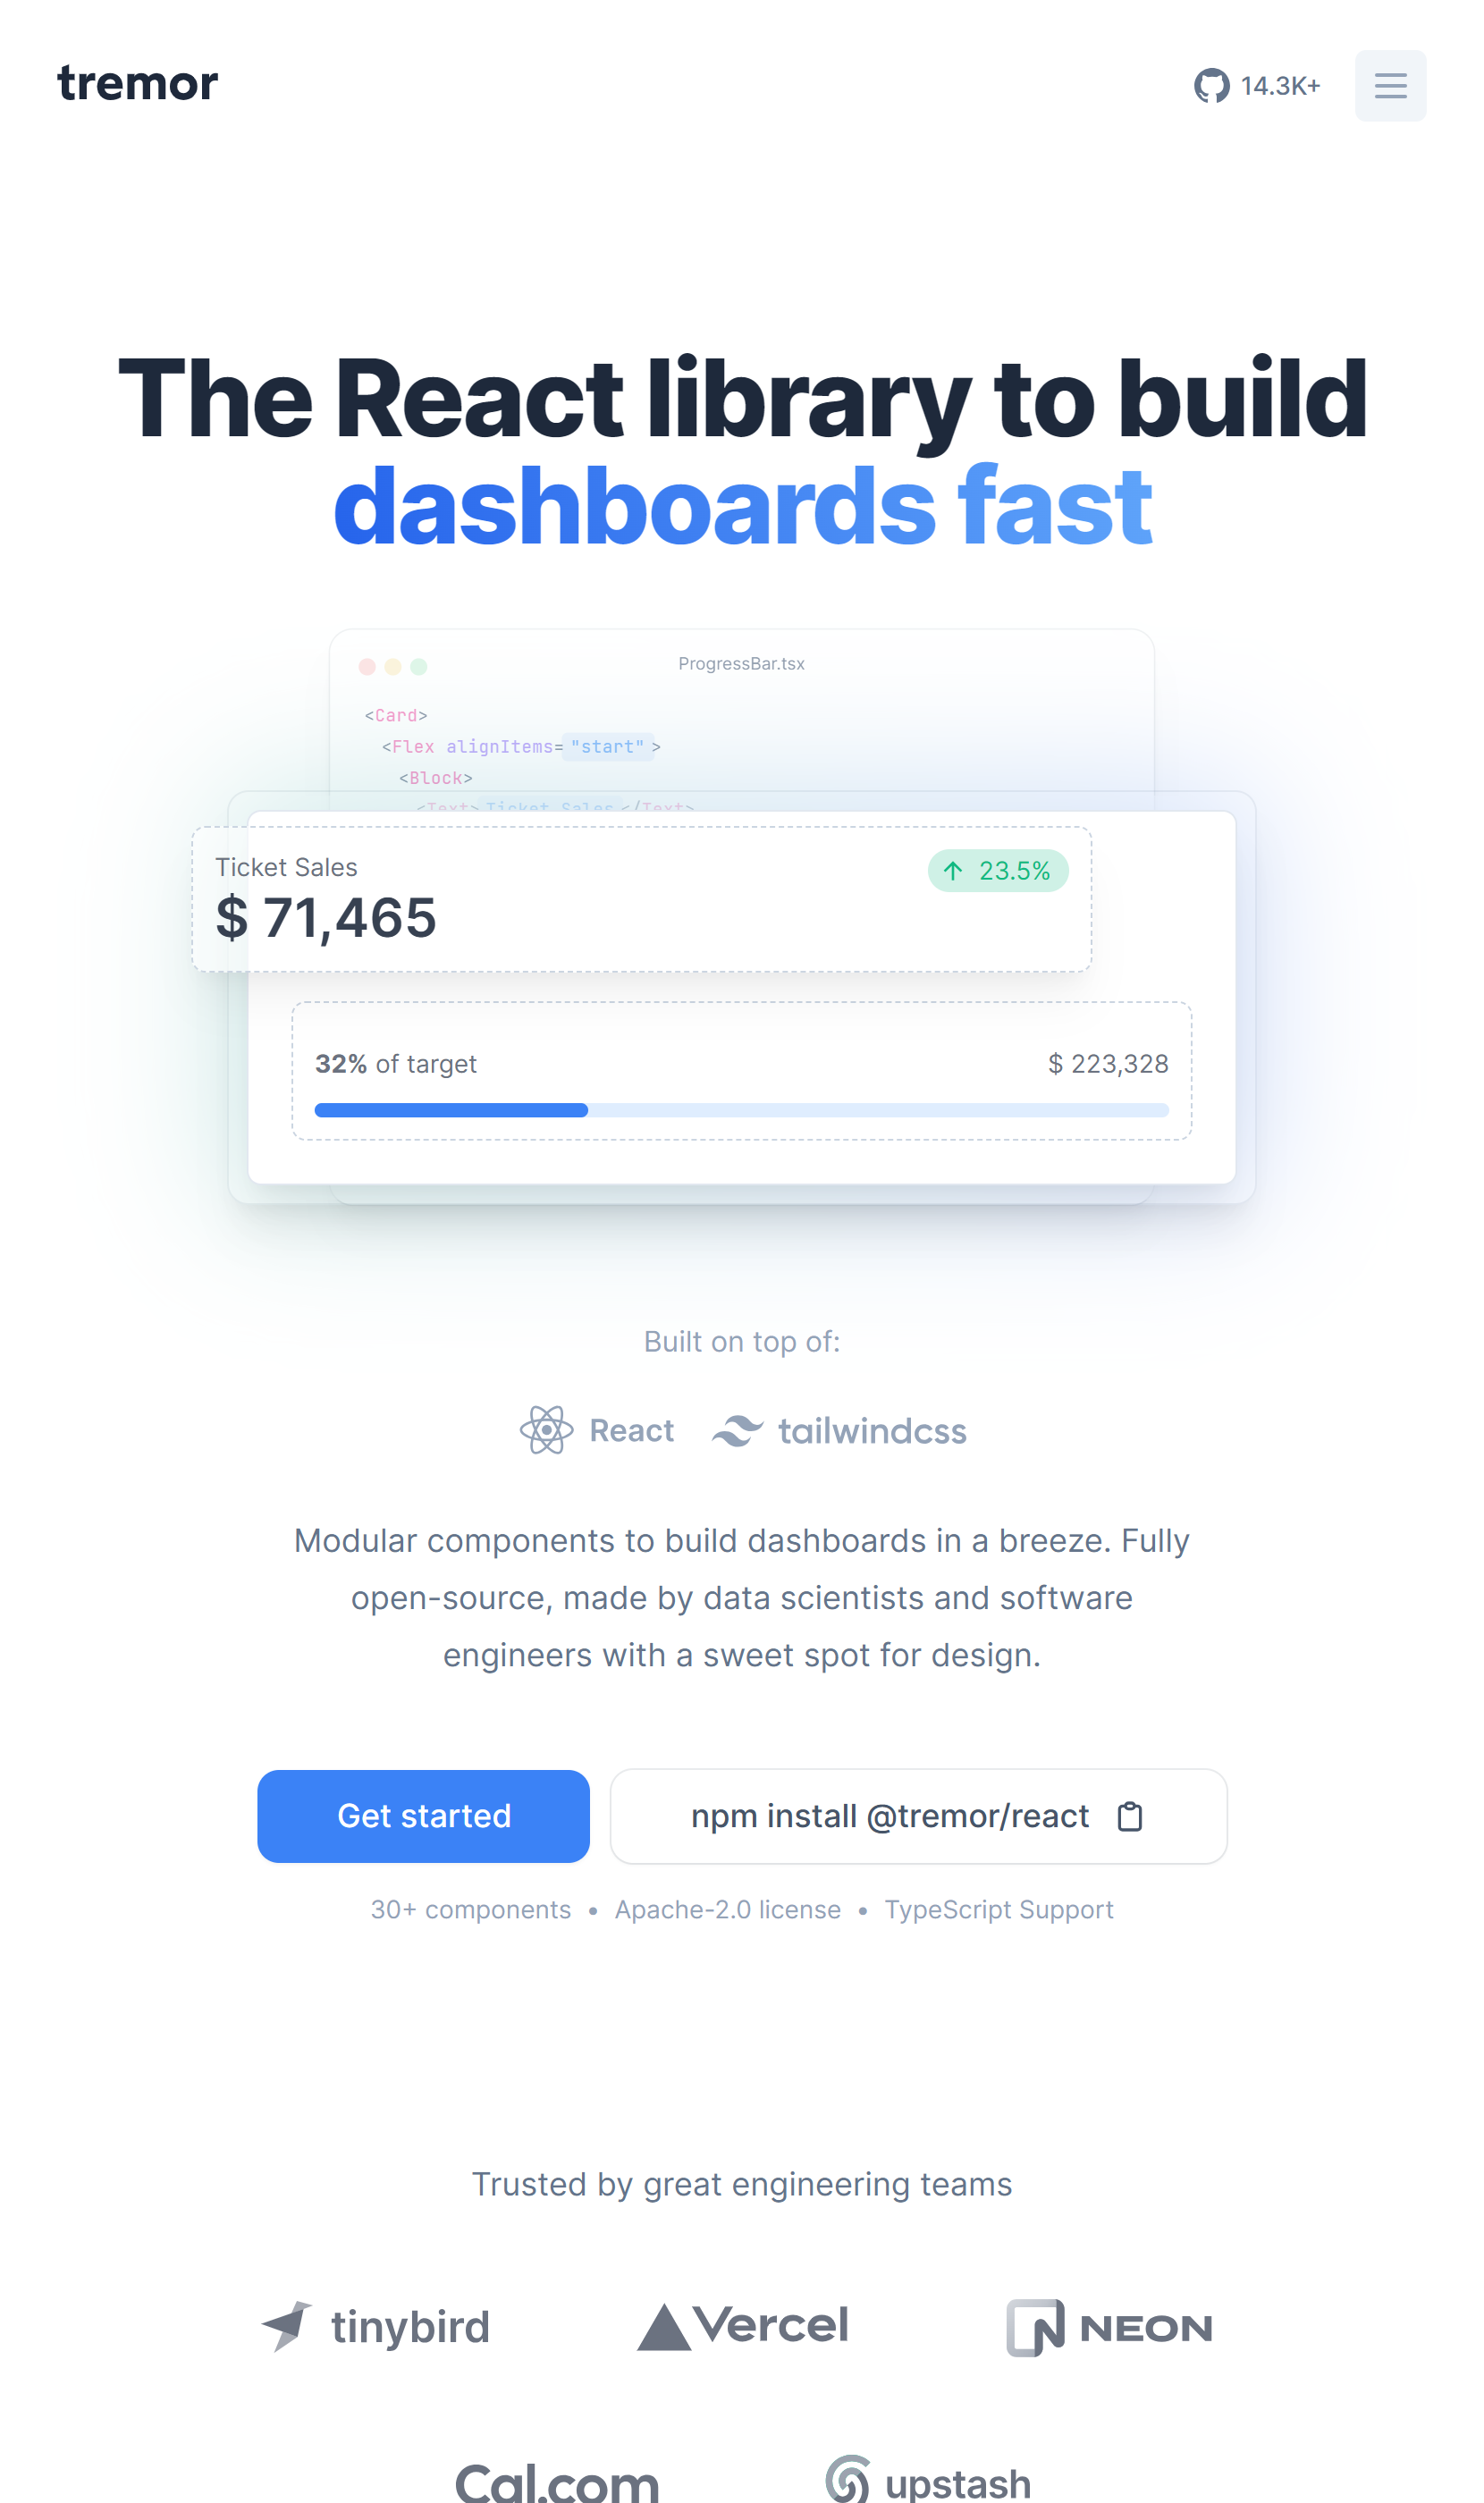 tremor
14.3K+
The React library to build
dashboards fast
ProgressBar.tsx
<Card>
<Flex alignItems="start">
<Block>
<Text>Ticket Sales</Text>
Ticket Sales
23.5%
$ 71,465
32% of target
$ 223,328
Built on top of:
React
tailwindcss
Modular components to build dashboards in a breeze. Fully
open-source, made by data scientists and software
engineers with a sweet spot for design.
Get started
npm install @tremor/react
30+ components • Apache-2.0 license • TypeScript Support
Trusted by great engineering teams
tinybird
Vercel
NEON
Cal.com
upstash